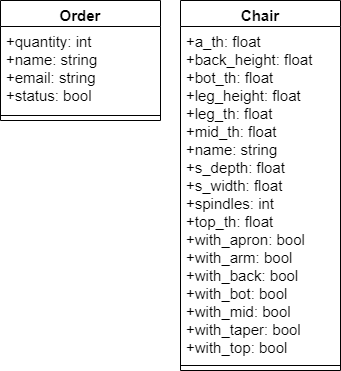 Order
+quantity: int
+name: string
+email: string
+status: bool
Chair
+a_th: float
+back_height: float
+bot_th: float
+leg_height: float
+leg_th: float
+mid_th: float
+name: string
+s_depth: float
+s_width: float
+spindles: int
+top_th: float
+with_apron: bool
+with_arm: bool
+with_back: bool
+with_bot: bool
+with_mid: bool
+with_taper: bool
+with_top: bool